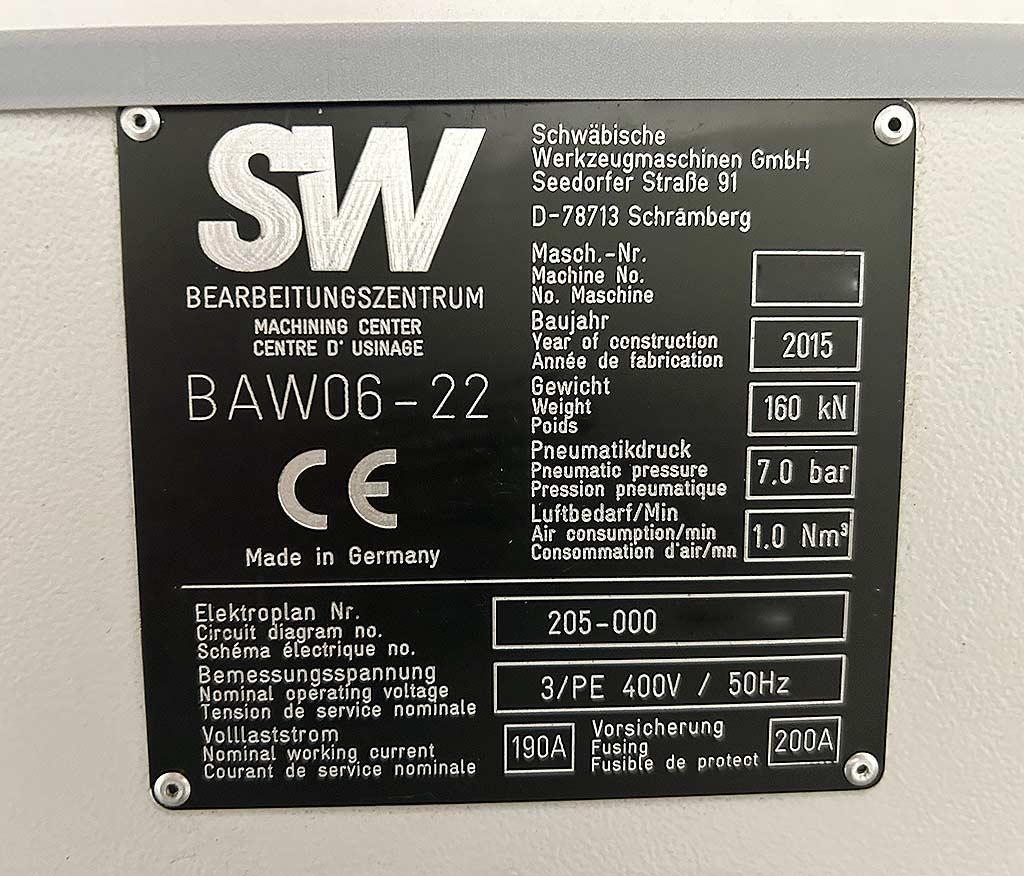 SW
BEARBEITUNGSZENTRUM
MACHINING CENTER
CENTRE D' USINAGE
BAW06-22
CE
Made in Germany
Schwäbische
Werkzeugmaschinen GmbH
Seedorfer Straße 91
D-78713 Schramberg
Masch.-Nr.
Machine No.
No. Maschine
Baujahr
Year of construction
Année de fabrication
2015
Gewicht
Weight
Poids
160 kN
Pneumatikdruck
Pneumatic pressure
Pression pneumatique
7.0 bar
Luftbedarf/Min
Air consumption/min
Consommation d'air/mn
1.0 Nm³
Elektroplan Nr.
Circuit diagram no.
Schéma électrique no.
205-000
Bemessungsspannung
Nominal operating voltage
Tension de service nominale
3/PE 400V / 50Hz
Volllaststrom
Nominal working current
Courant de service nominale
190A
Vorsicherung
Fusing
Fusible de protect
200A